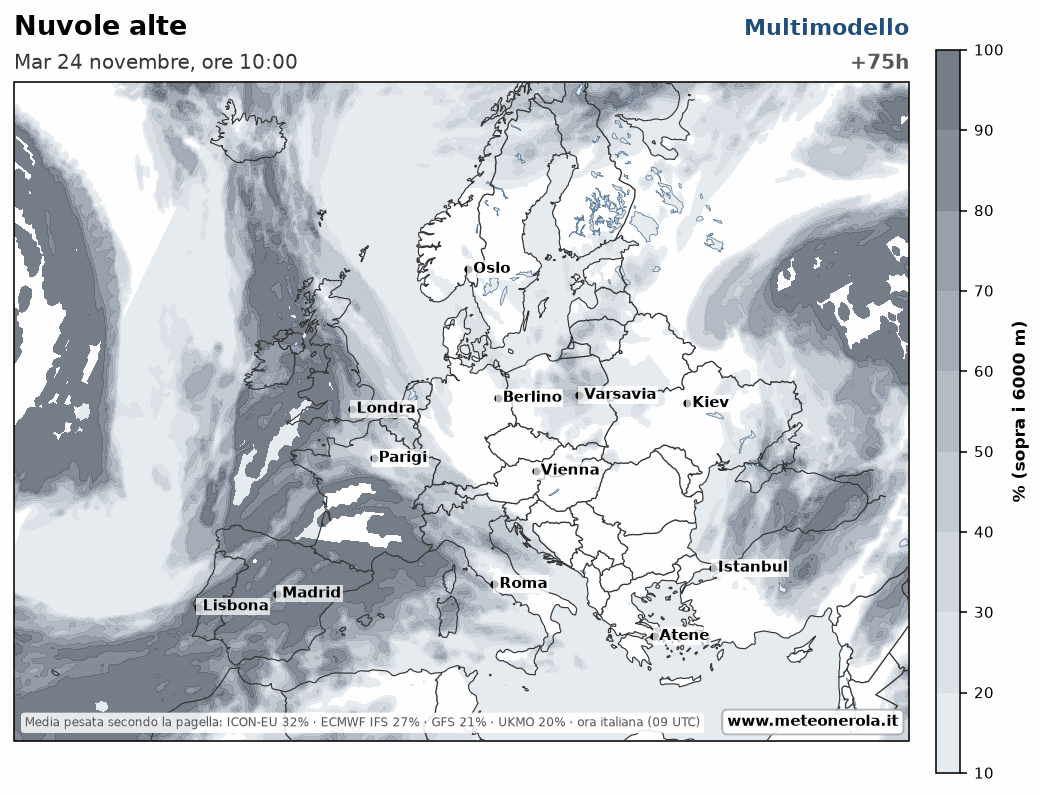 Nuvole alte
Multimodello
Mar 24 novembre, ore 10:00
+75h
100
90
80
70
60
50
40
30
20
10
% (sopra i 6000 m)
Oslo
Londra
Berlino
Varsavia
Kiev
Parigi
Vienna
Istanbul
Roma
Madrid
Lisbona
Atene
Media pesata secondo la pagella: ICON-EU 32% · ECMWF IFS 27% · GFS 21% · UKMO 20% · ora italiana (09 UTC)
www.meteonerola.it